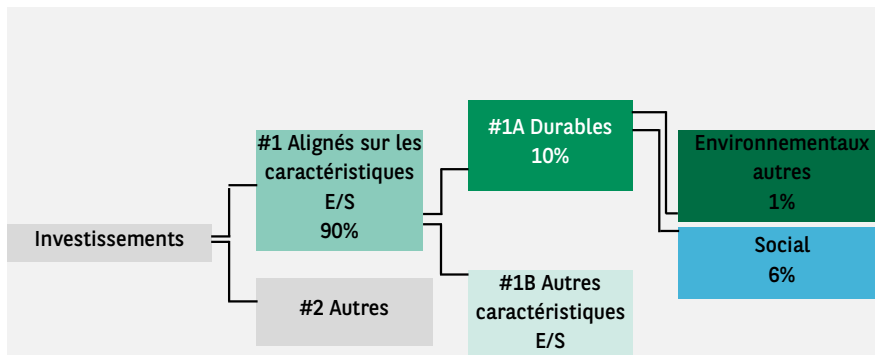 Investissements
#1 Alignés sur les
caractéristiques
E/S
90%
#2 Autres
#1A Durables
10%
#1B Autres
caractéristiques
E/S
Environnementaux
autres
1%
Social
6%